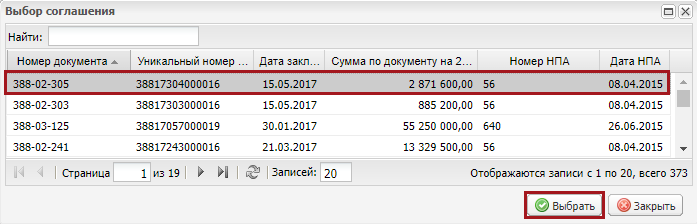 Выбор соглашения
Найти:
Номер документа Уникальный номер ... Дата закл... Сумма по документу на 2... Номер НПА Дата НПА
388-02-305 38817304000016 15.05.2017 2 871 600,00 56 08.04.2015
388-02-303 38817303000016 15.05.2017 885 200,00 56 08.04.2015
388-03-125 38817057000019 30.01.2017 55 250 000,00 640 26.06.2015
388-02-241 38817243000016 21.03.2017 13 329 500,00 56 08.04.2015
Страница 1 из 19 Записей: 20 Отображаются записи с 1 по 20, всего 373
Выбрать Закрыть